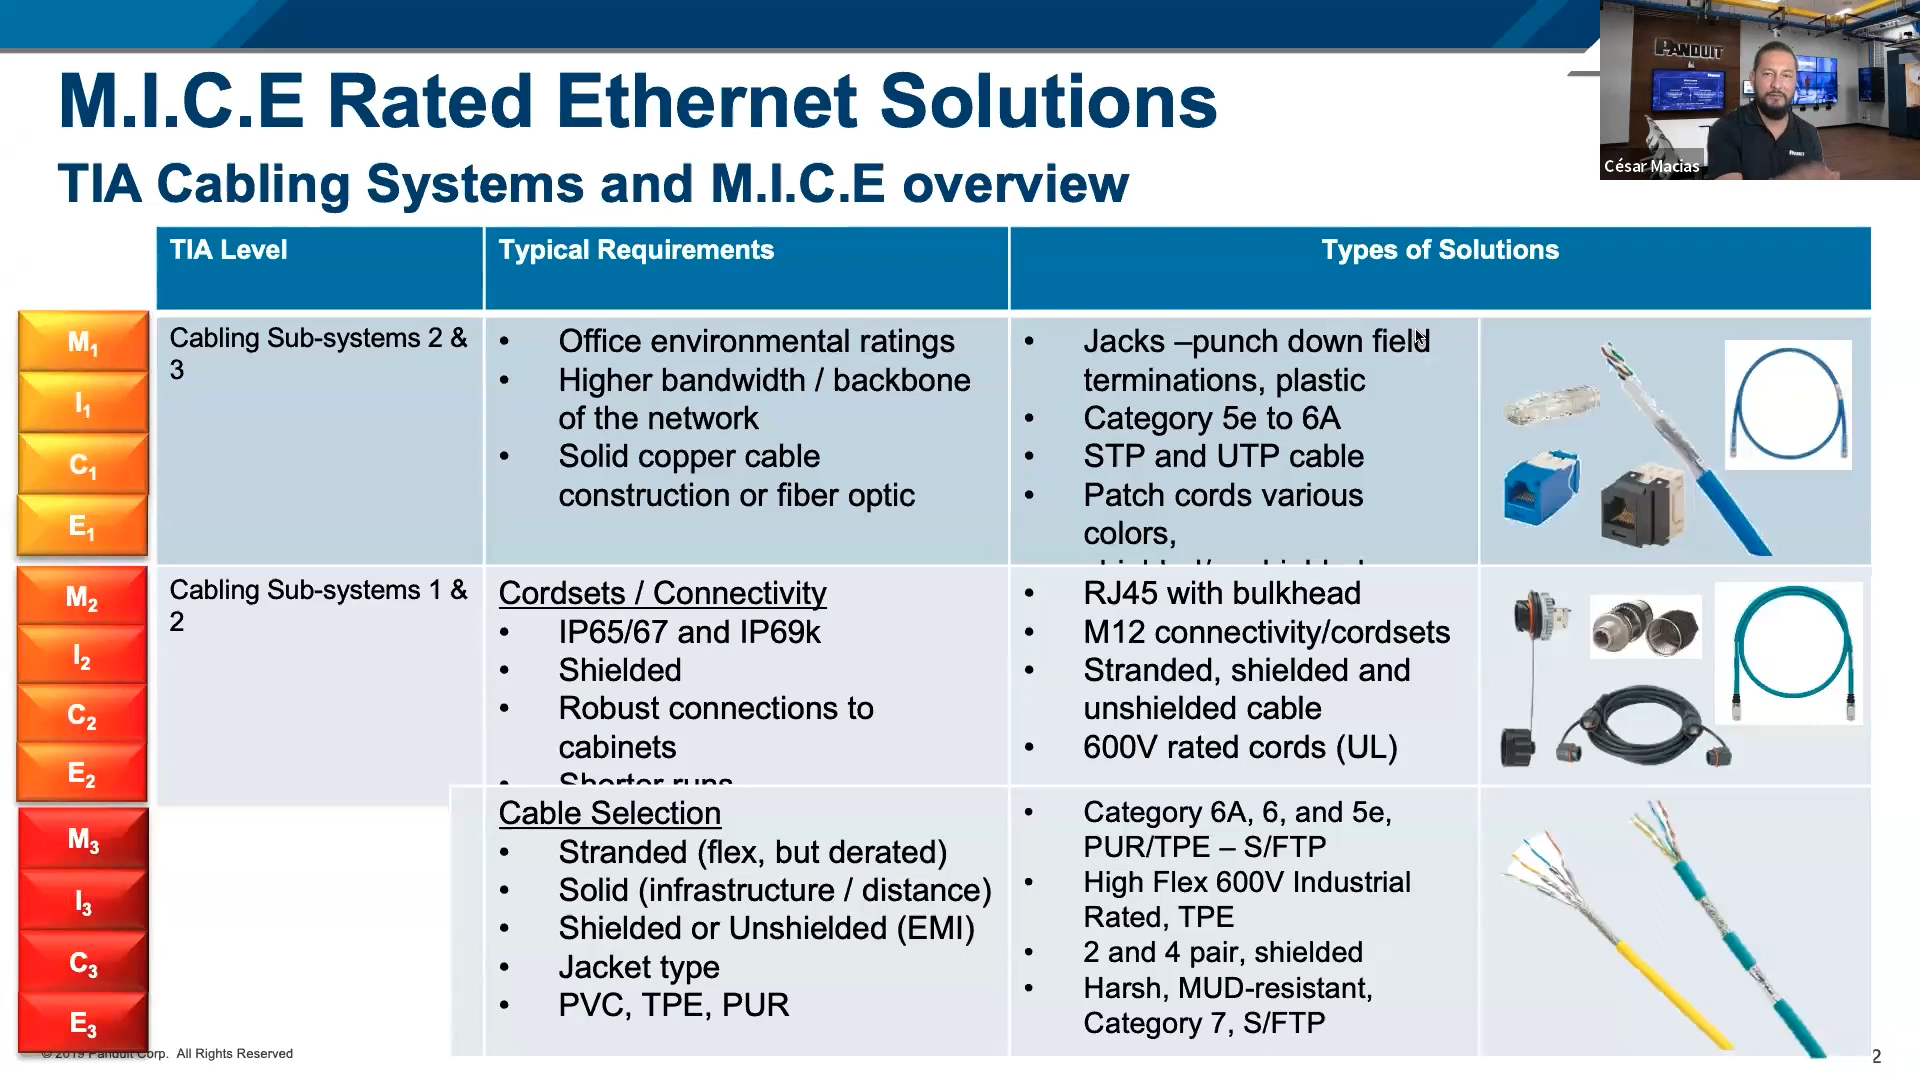 M.I.C.E Rated Ethernet Solutions
TIA Cabling Systems and M.I.C.E overview
PANDUIT
César Macias
TIA Level
Typical Requirements
Types of Solutions
M1
I1
C1
E1
Cabling Sub-systems 2 &
3
• Office environmental ratings
• Higher bandwidth / backbone
of the network
• Solid copper cable
construction or fiber optic
• Jacks –punch down field
terminations, plastic
• Category 5e to 6A
• STP and UTP cable
• Patch cords various
colors,
M2
I2
C2
E2
Cabling Sub-systems 1 &
2
Cordsets / Connectivity
• IP65/67 and IP69k
• Shielded
• Robust connections to
cabinets
• Shorter runs
• RJ45 with bulkhead
• M12 connectivity/cordsets
• Stranded, shielded and
unshielded cable
• 600V rated cords (UL)
M3
I3
C3
E3
Cable Selection
• Stranded (flex, but derated)
• Solid (infrastructure / distance)
• Shielded or Unshielded (EMI)
• Jacket type
• PVC, TPE, PUR
• Category 6A, 6, and 5e,
PUR/TPE – S/FTP
• High Flex 600V Industrial
Rated, TPE
• 2 and 4 pair, shielded
• Harsh, MUD-resistant,
Category 7, S/FTP
© 2019 Panduit Corp. All Rights Reserved
2